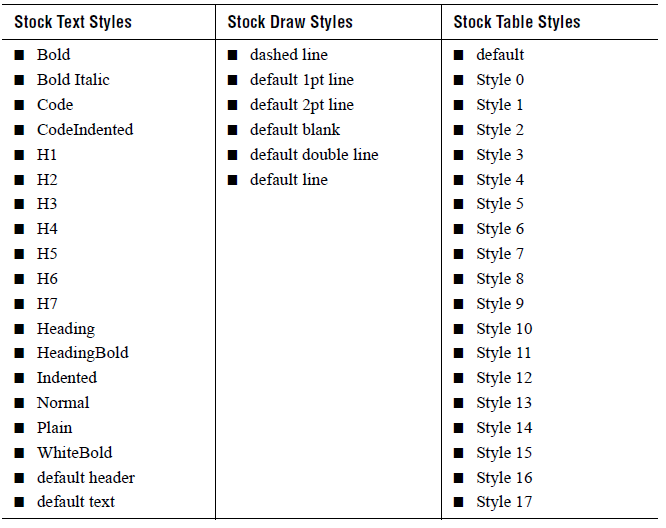 Stock Text Styles
■ Bold
■ Bold Italic
■ Code
■ CodeIndented
■ H1
■ H2
■ H3
■ H4
■ H5
■ H6
■ H7
■ Heading
■ HeadingBold
■ Indented
■ Normal
■ Plain
■ WhiteBold
■ default header
■ default text
Stock Draw Styles
■ dashed line
■ default 1pt line
■ default 2pt line
■ default blank
■ default double line
■ default line
Stock Table Styles
■ default
■ Style 0
■ Style 1
■ Style 2
■ Style 3
■ Style 4
■ Style 5
■ Style 6
■ Style 7
■ Style 8
■ Style 9
■ Style 10
■ Style 11
■ Style 12
■ Style 13
■ Style 14
■ Style 15
■ Style 16
■ Style 17